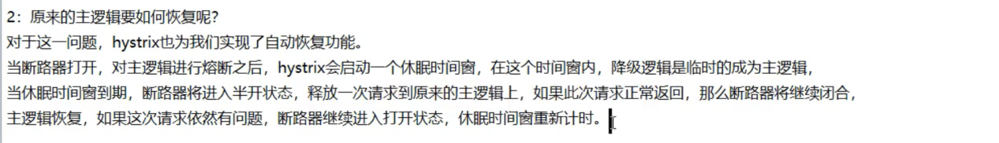 2：原来的主逻辑要如何恢复呢？
对于这一问题，hystrix也为我们实现了自动恢复功能。
当断路器打开，对主逻辑进行熔断之后，hystrix会启动一个休眠时间窗，在这个时间窗内，降级逻辑是临时的成为主逻辑，
当休眠时间窗到期，断路器将进入半开状态，释放一次请求到原来的主逻辑上，如果此次请求正常返回，那么断路器将继续闭合，
主逻辑恢复，如果这次请求依然有问题，断路器继续进入打开状态，休眠时间窗重新计时。